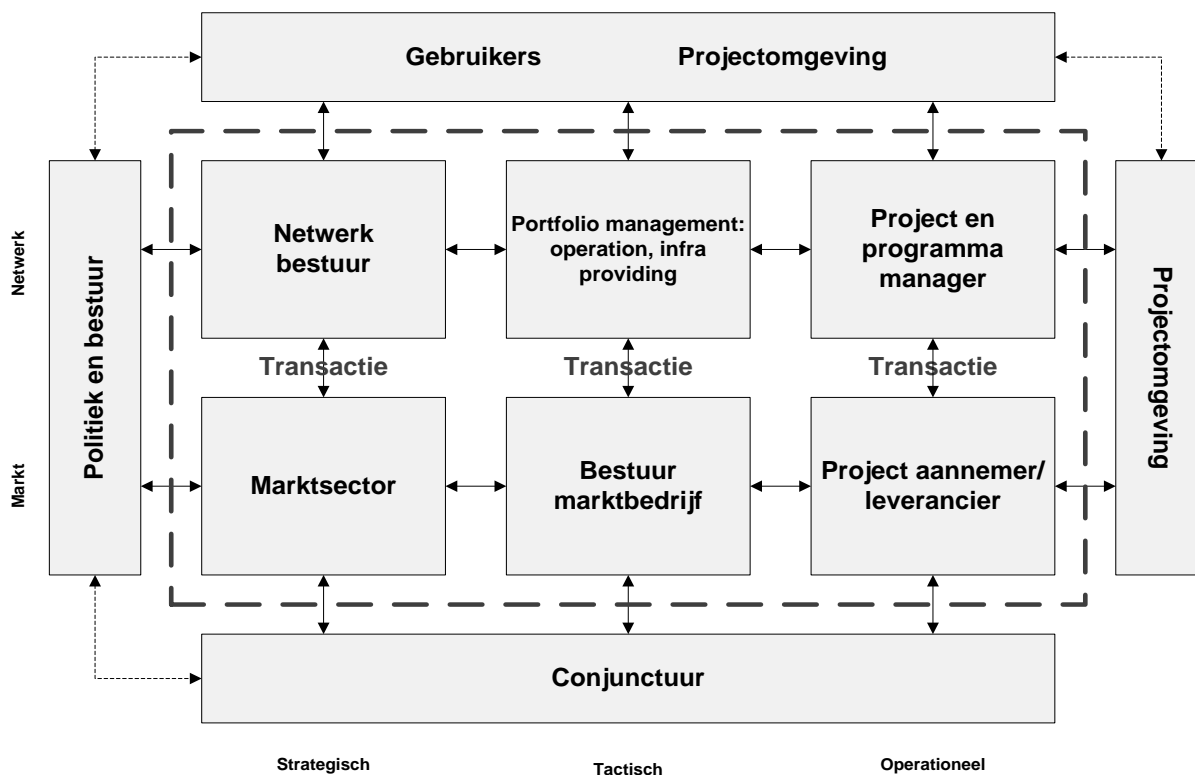 Gebruikers Projectomgeving
Netwerk
Politiek en bestuur
Netwerk
bestuur
Portfolio management:
operation, infra
providing
Project en
programma
manager
Projectomgeving
Transactie Transactie Transactie
Markt
Marktsector
Bestuur
marktbedrijf
Project aannemer/
leverancier
Conjunctuur
Strategisch Tactisch Operationeel